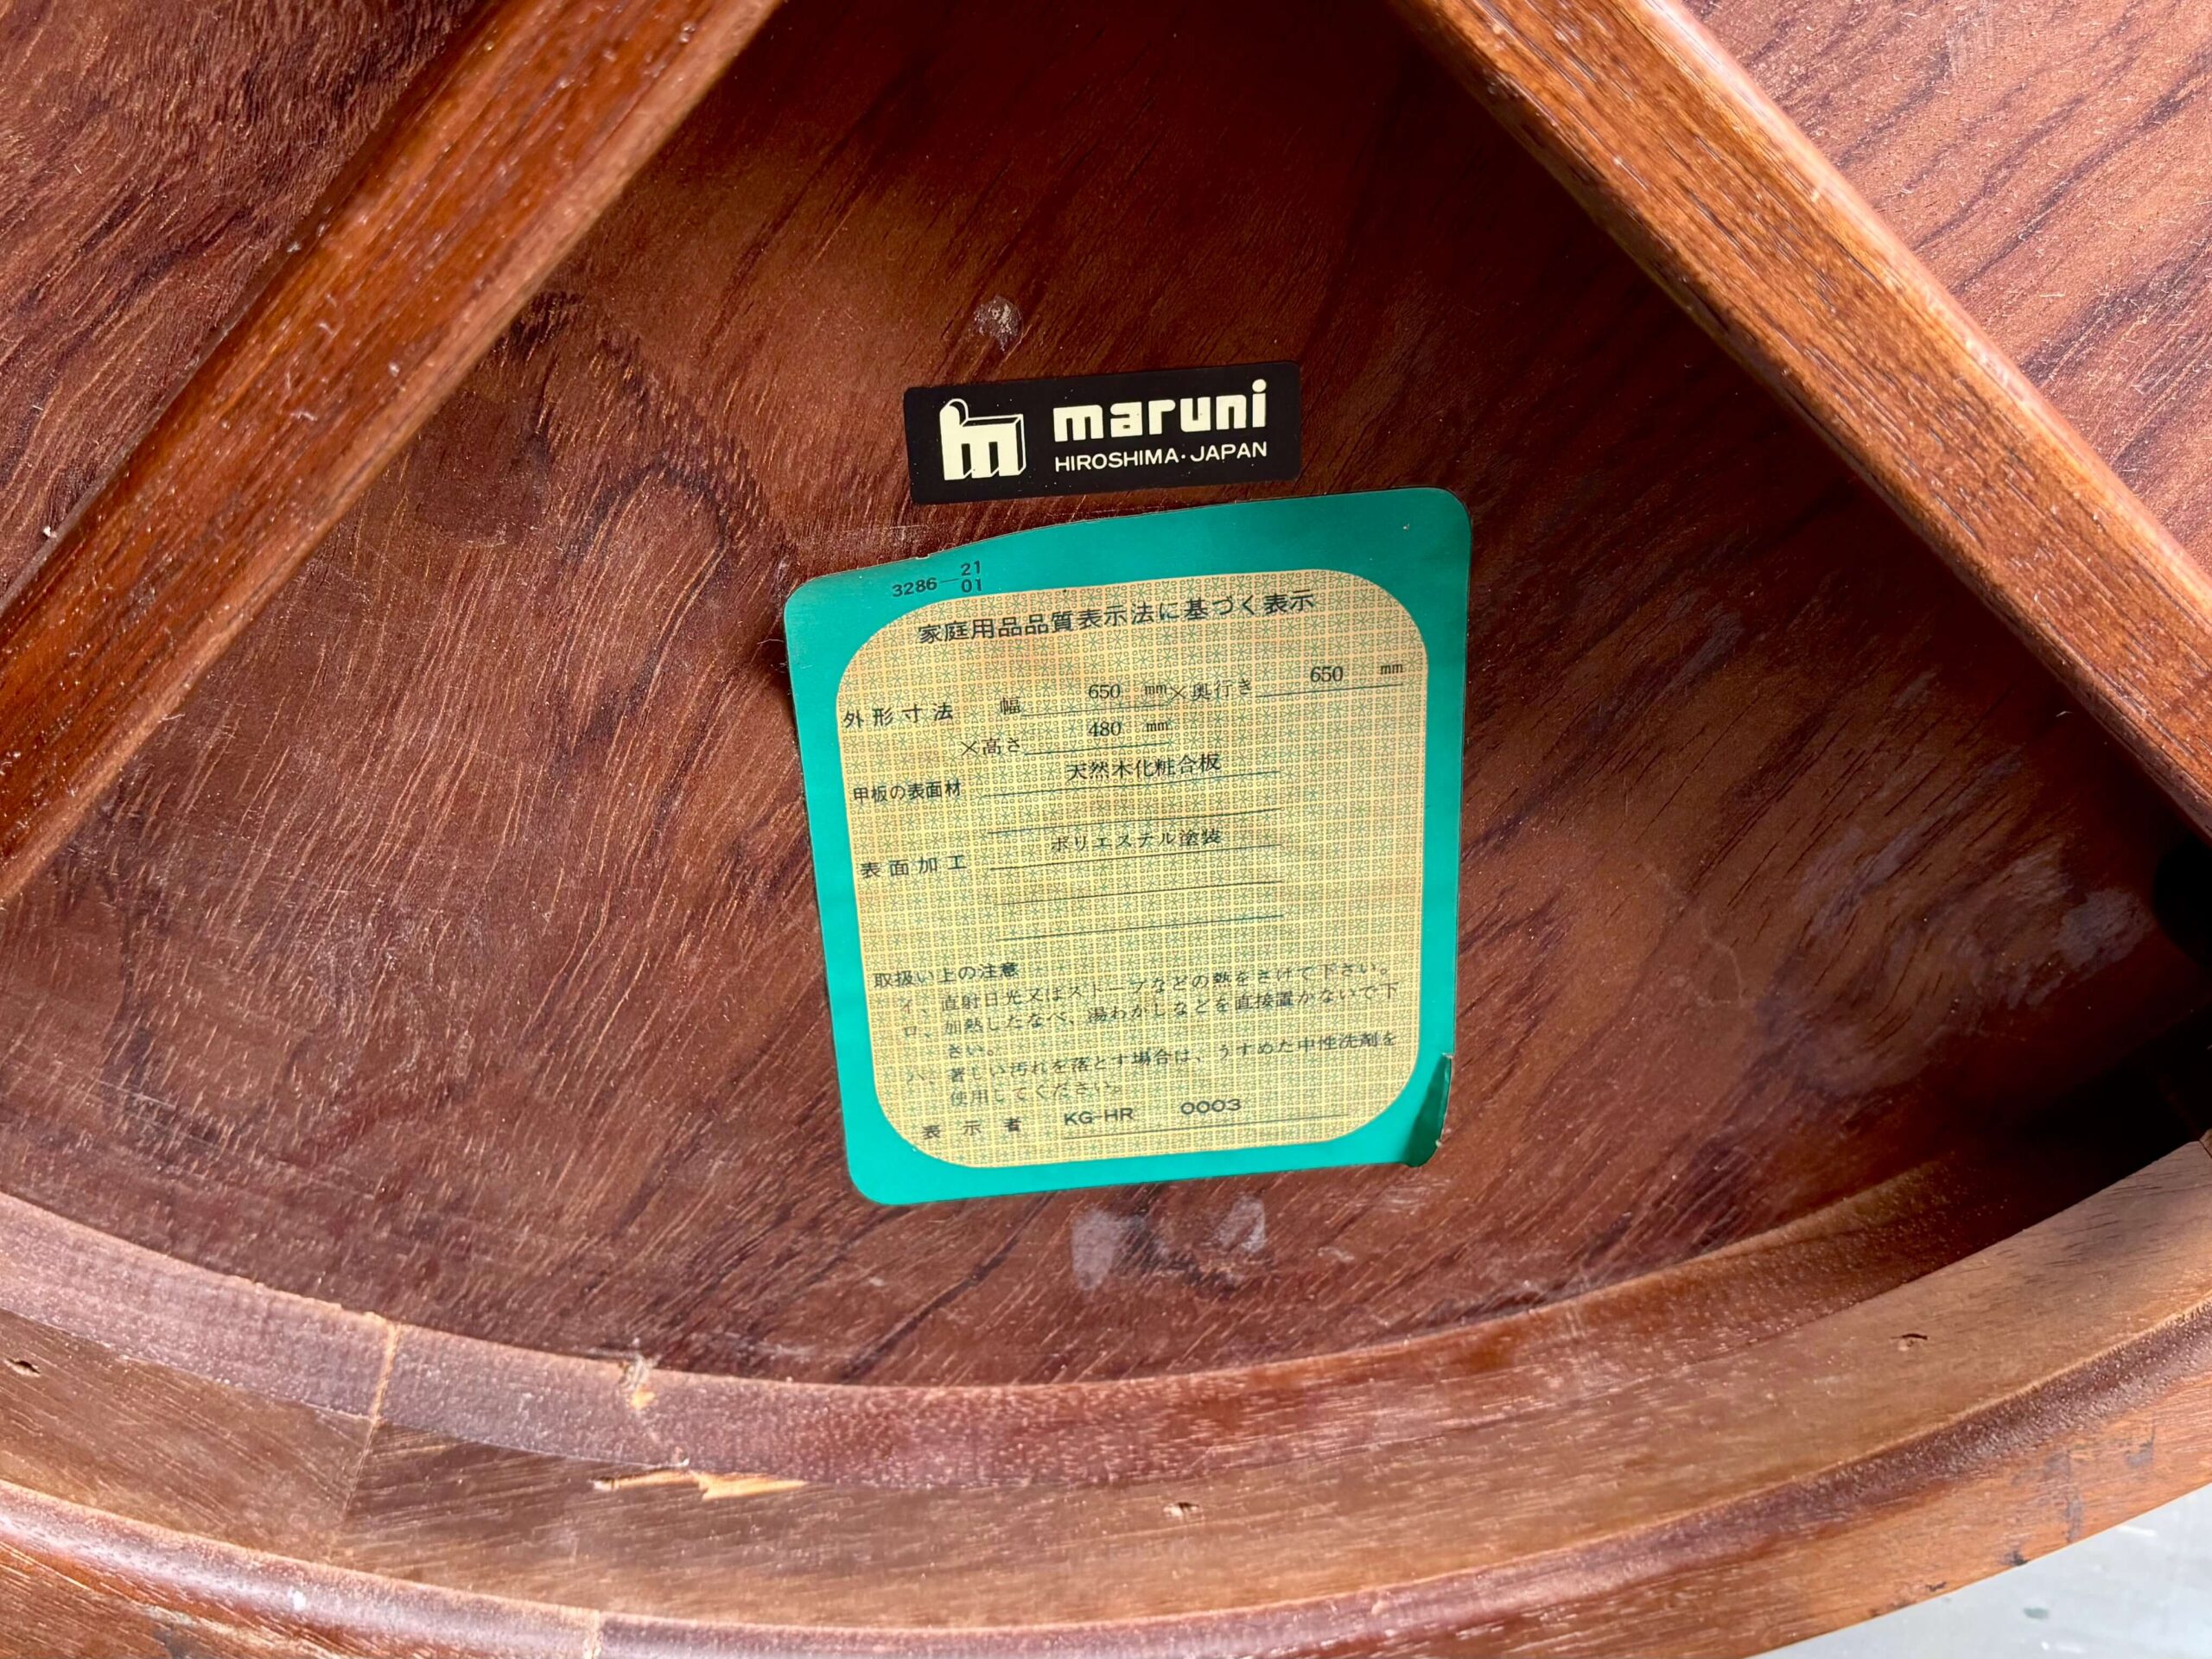 maruni
HIROSHIMA・JAPAN
3286—21
01
家庭用品品質表示法に基づく表示
外形寸法 幅 650 mm×奥行き 650 mm
×高さ 480 mm
甲板の表面材 天然木化粧合板
表面加工 ポリエステル塗装
取扱い上の注意
イ、直射日光又はストーブなどの熱をさけて下さい。
ロ、加熱したなべ、湯わかしなどを直接置かないで下
さい。
ハ、著しい汚れを落とす場合は、うすめた中性洗剤を
使用してください。
表示者 KG-HR 0003